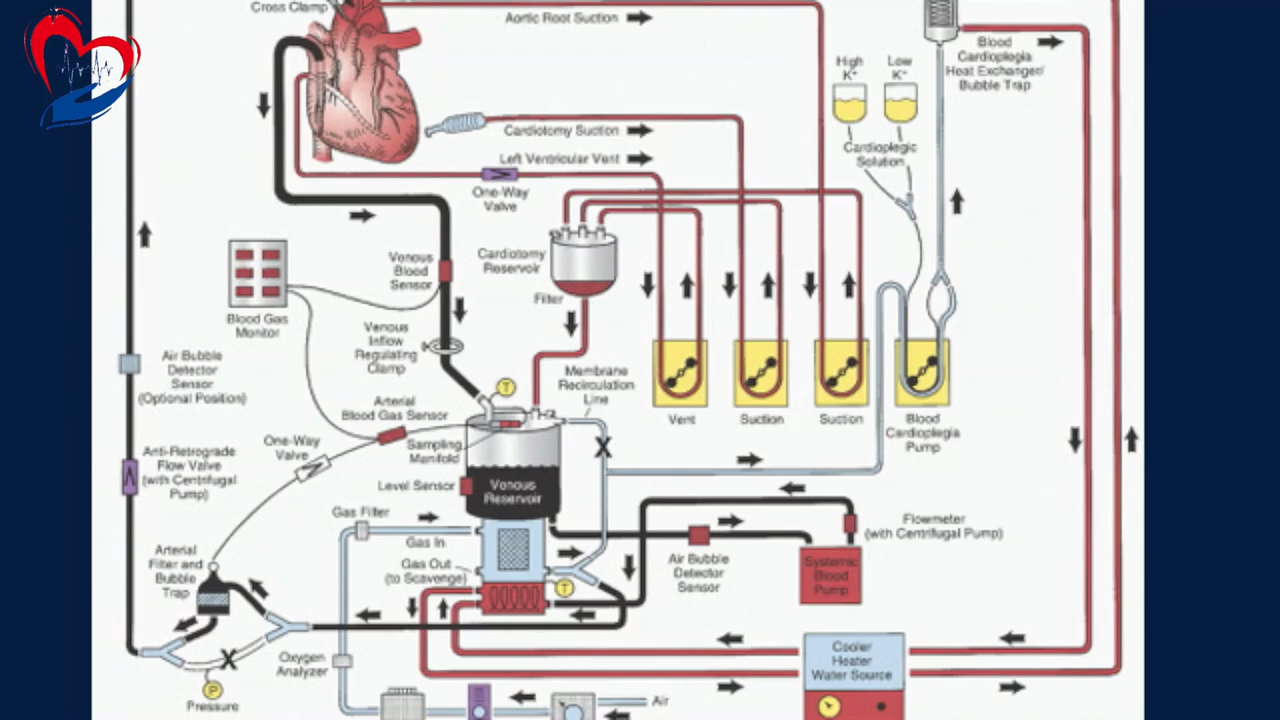 Cross Clamp
Aortic Root Suction
Blood
Cardioplegia
Heat Exchanger/
Bubble Trap
High
K+
Low
K+
Cardiotomy Suction
Cardioplegic
Solution
Left Ventricular Vent
One-Way
Valve
Venous
Blood
Sensor
Cardiotomy
Reservoir
Filter
Blood Gas
Monitor
Venous
Inflow
Regulating
Clamp
Air Bubble
Detector
Sensor
(Optional Position)
T
Membrane
Recirculation
Line
Arterial
Blood Gas Sensor
Vent
Suction
Suction
Blood
Cardioplegia
Pump
One-Way
Valve
Sampling
Manifold
X
Anti-Retrograde
Flow Valve
(with Centrifugal
Pump)
Level Sensor
Venous
Reservoir
Gas Filter
Gas In
Flowmeter
(with Centrifugal Pump)
Arterial
Filter and
Bubble
Trap
Gas Out
(to Scavenge)
T
Air Bubble
Detector
Sensor
Systemic
Blood
Pump
X
Oxygen
Analyzer
Cooler
Heater
Water Source
P
Pressure
Air